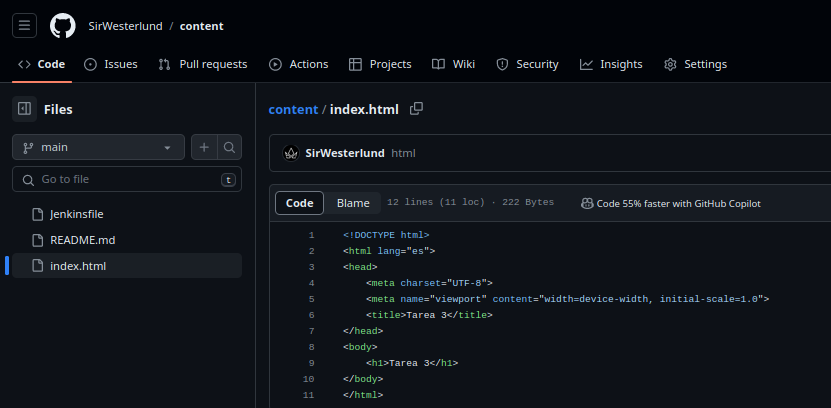 SirWesterlund / content
Code Issues Pull requests Actions Projects Wiki Security Insights Settings
Files
main
Go to file t
Jenkinsfile
README.md
index.html
content / index.html
SirWesterlund html
Code Blame 12 lines (11 loc) · 222 Bytes Code 55% faster with GitHub Copilot
1 <!DOCTYPE html>
2 <html lang="es">
3 <head>
4 <meta charset="UTF-8">
5 <meta name="viewport" content="width=device-width, initial-scale=1.0">
6 <title>Tarea 3</title>
7 </head>
8 <body>
9 <h1>Tarea 3</h1>
10 </body>
11 </html>